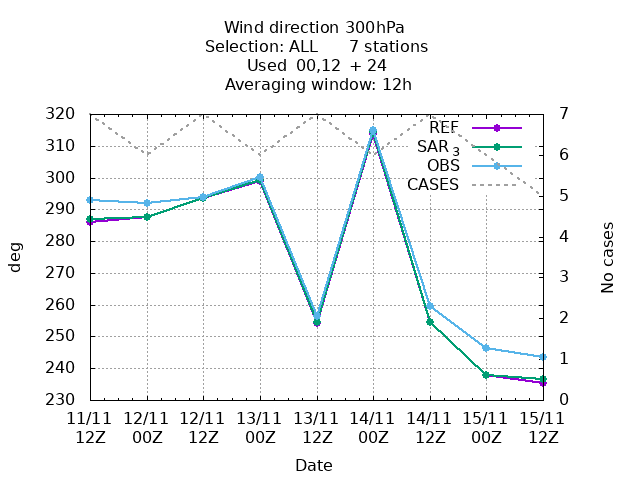 Wind direction 300hPa
Selection: ALL 7 stations
Used 00,12 + 24
Averaging window: 12h
320
310
300
290
280
270
260
250
240
230
deg
7
6
5
4
3
2
1
0
No cases
REF
SAR 3
OBS
CASES
11/11 12/11 12/11 13/11 13/11 14/11 14/11 15/11 15/11
12Z 00Z 12Z 00Z 12Z 00Z 12Z 00Z 12Z
Date